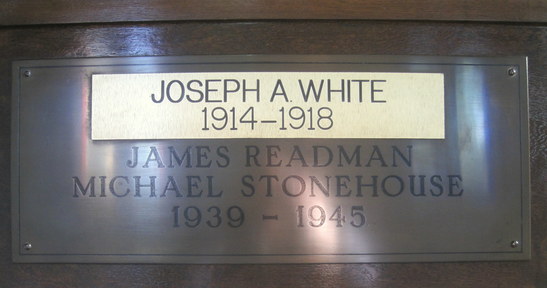 JOSEPH A. WHITE
1914-1918
JAMES READMAN
MICHAEL STONEHOUSE
1939 - 1945